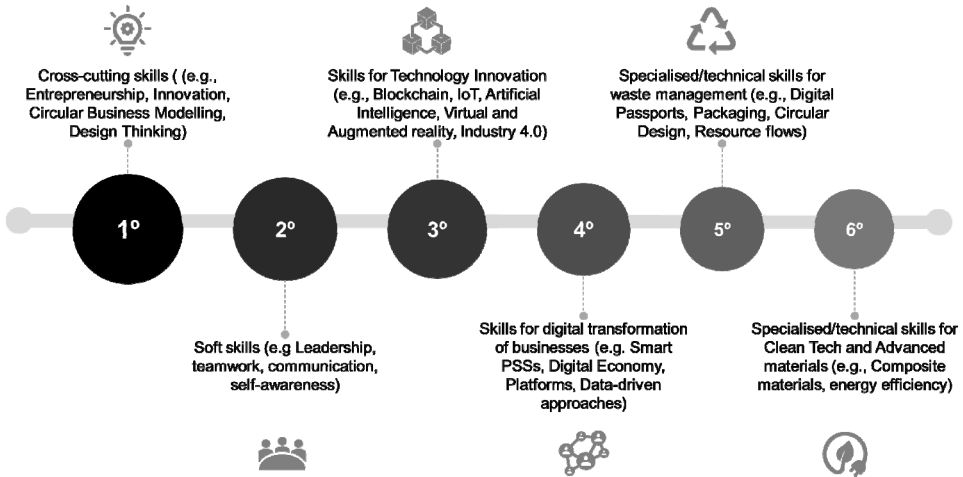 Cross-cutting skills ( (e.g.,
Entrepreneurship, Innovation,
Circular Business Modelling,
Design Thinking)
Skills for Technology Innovation
(e.g., Blockchain, IoT, Artificial
Intelligence, Virtual and
Augmented reality, Industry 4.0)
Specialised/technical skills for
waste management (e.g., Digital
Passports, Packaging, Circular
Design, Resource flows)
1º
2º
3º
4º
5º
6º
Soft skills (e.g Leadership,
teamwork, communication,
self-awareness)
Skills for digital transformation
of businesses (e.g. Smart
PSSs, Digital Economy,
Platforms, Data-driven
approaches)
Specialised/technical skills for
Clean Tech and Advanced
materials (e.g., Composite
materials, energy efficiency)